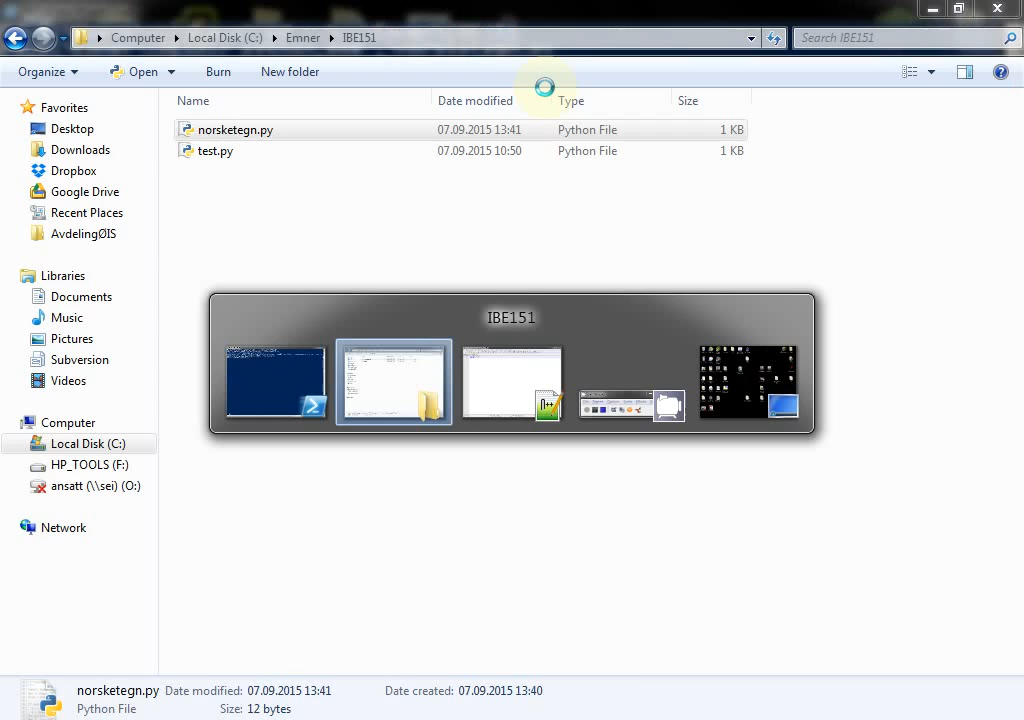 Computer Local Disk (C:) Emner IBE151 Search IBE151
Organize Open Burn New folder
Name Date modified Type Size
norsketegn.py 07.09.2015 13:41 Python File 1 KB
test.py 07.09.2015 10:50 Python File 1 KB
Favorites
Desktop
Downloads
Dropbox
Google Drive
Recent Places
AvdelingØIS
Libraries
Documents
Music
Pictures
Subversion
Videos
Computer
Local Disk (C:)
HP_TOOLS (F:)
ansatt (\\sei) (O:)
Network
IBE151
norsketegn.py Date modified: 07.09.2015 13:41 Date created: 07.09.2015 13:40
Python File Size: 12 bytes